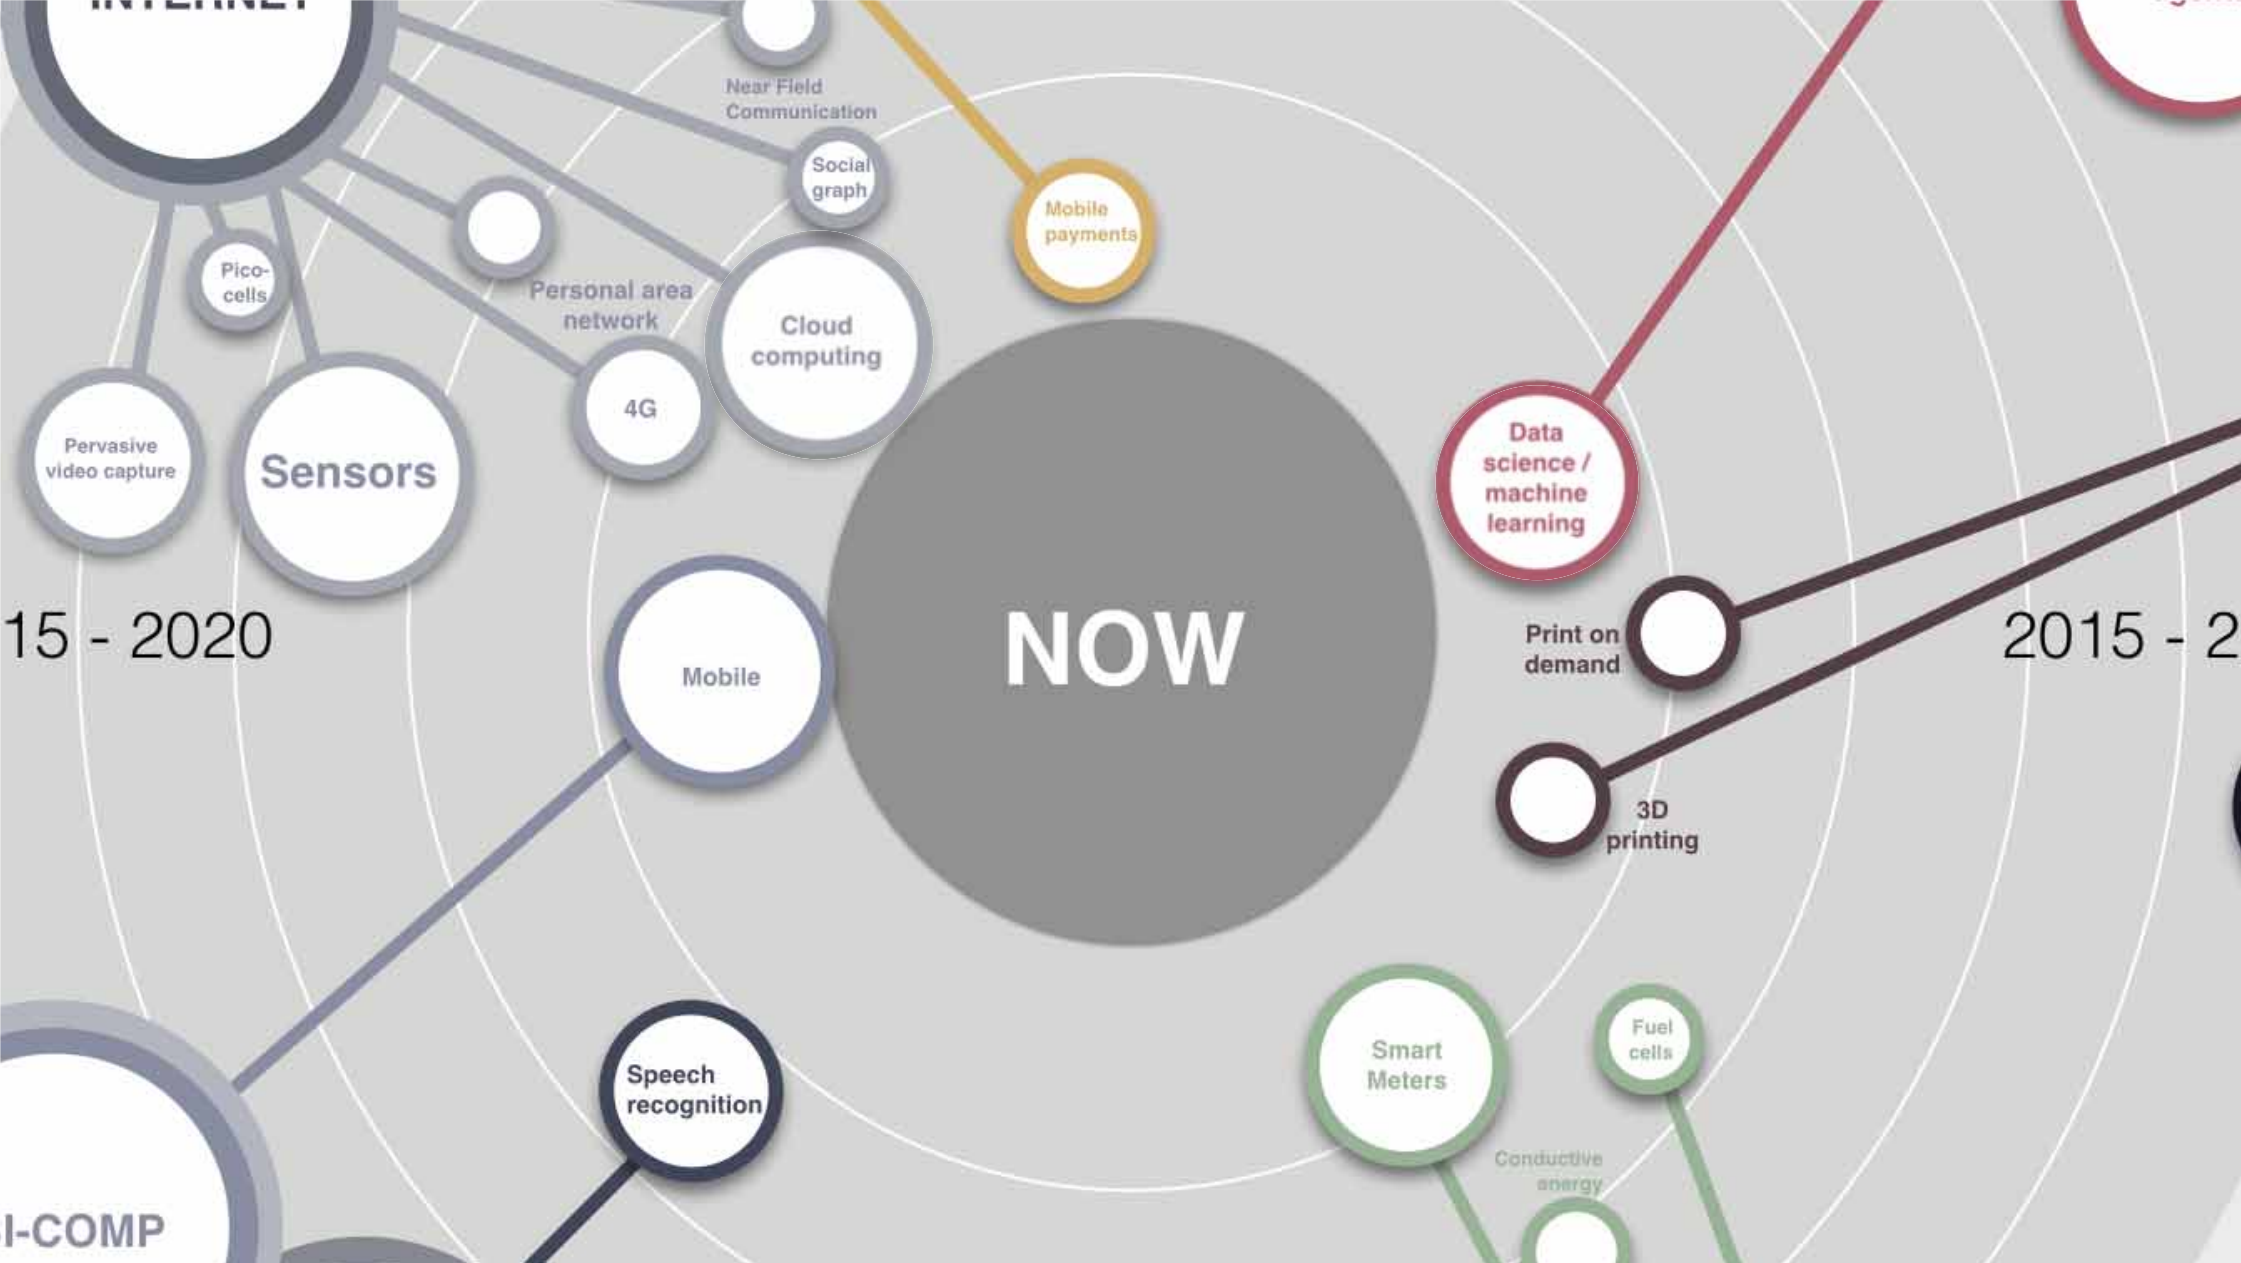 INTERNET
Near Field
Communication
Social
graph
Mobile
payments
Pico-
cells
Personal area
network
Cloud
computing
4G
Pervasive
video capture
Sensors
Data
science /
machine
learning
15 - 2020
NOW
Print on
demand
2015 - 2
Mobile
3D
printing
Speech
recognition
Smart
Meters
Fuel
cells
Conductive
energy
I-COMP